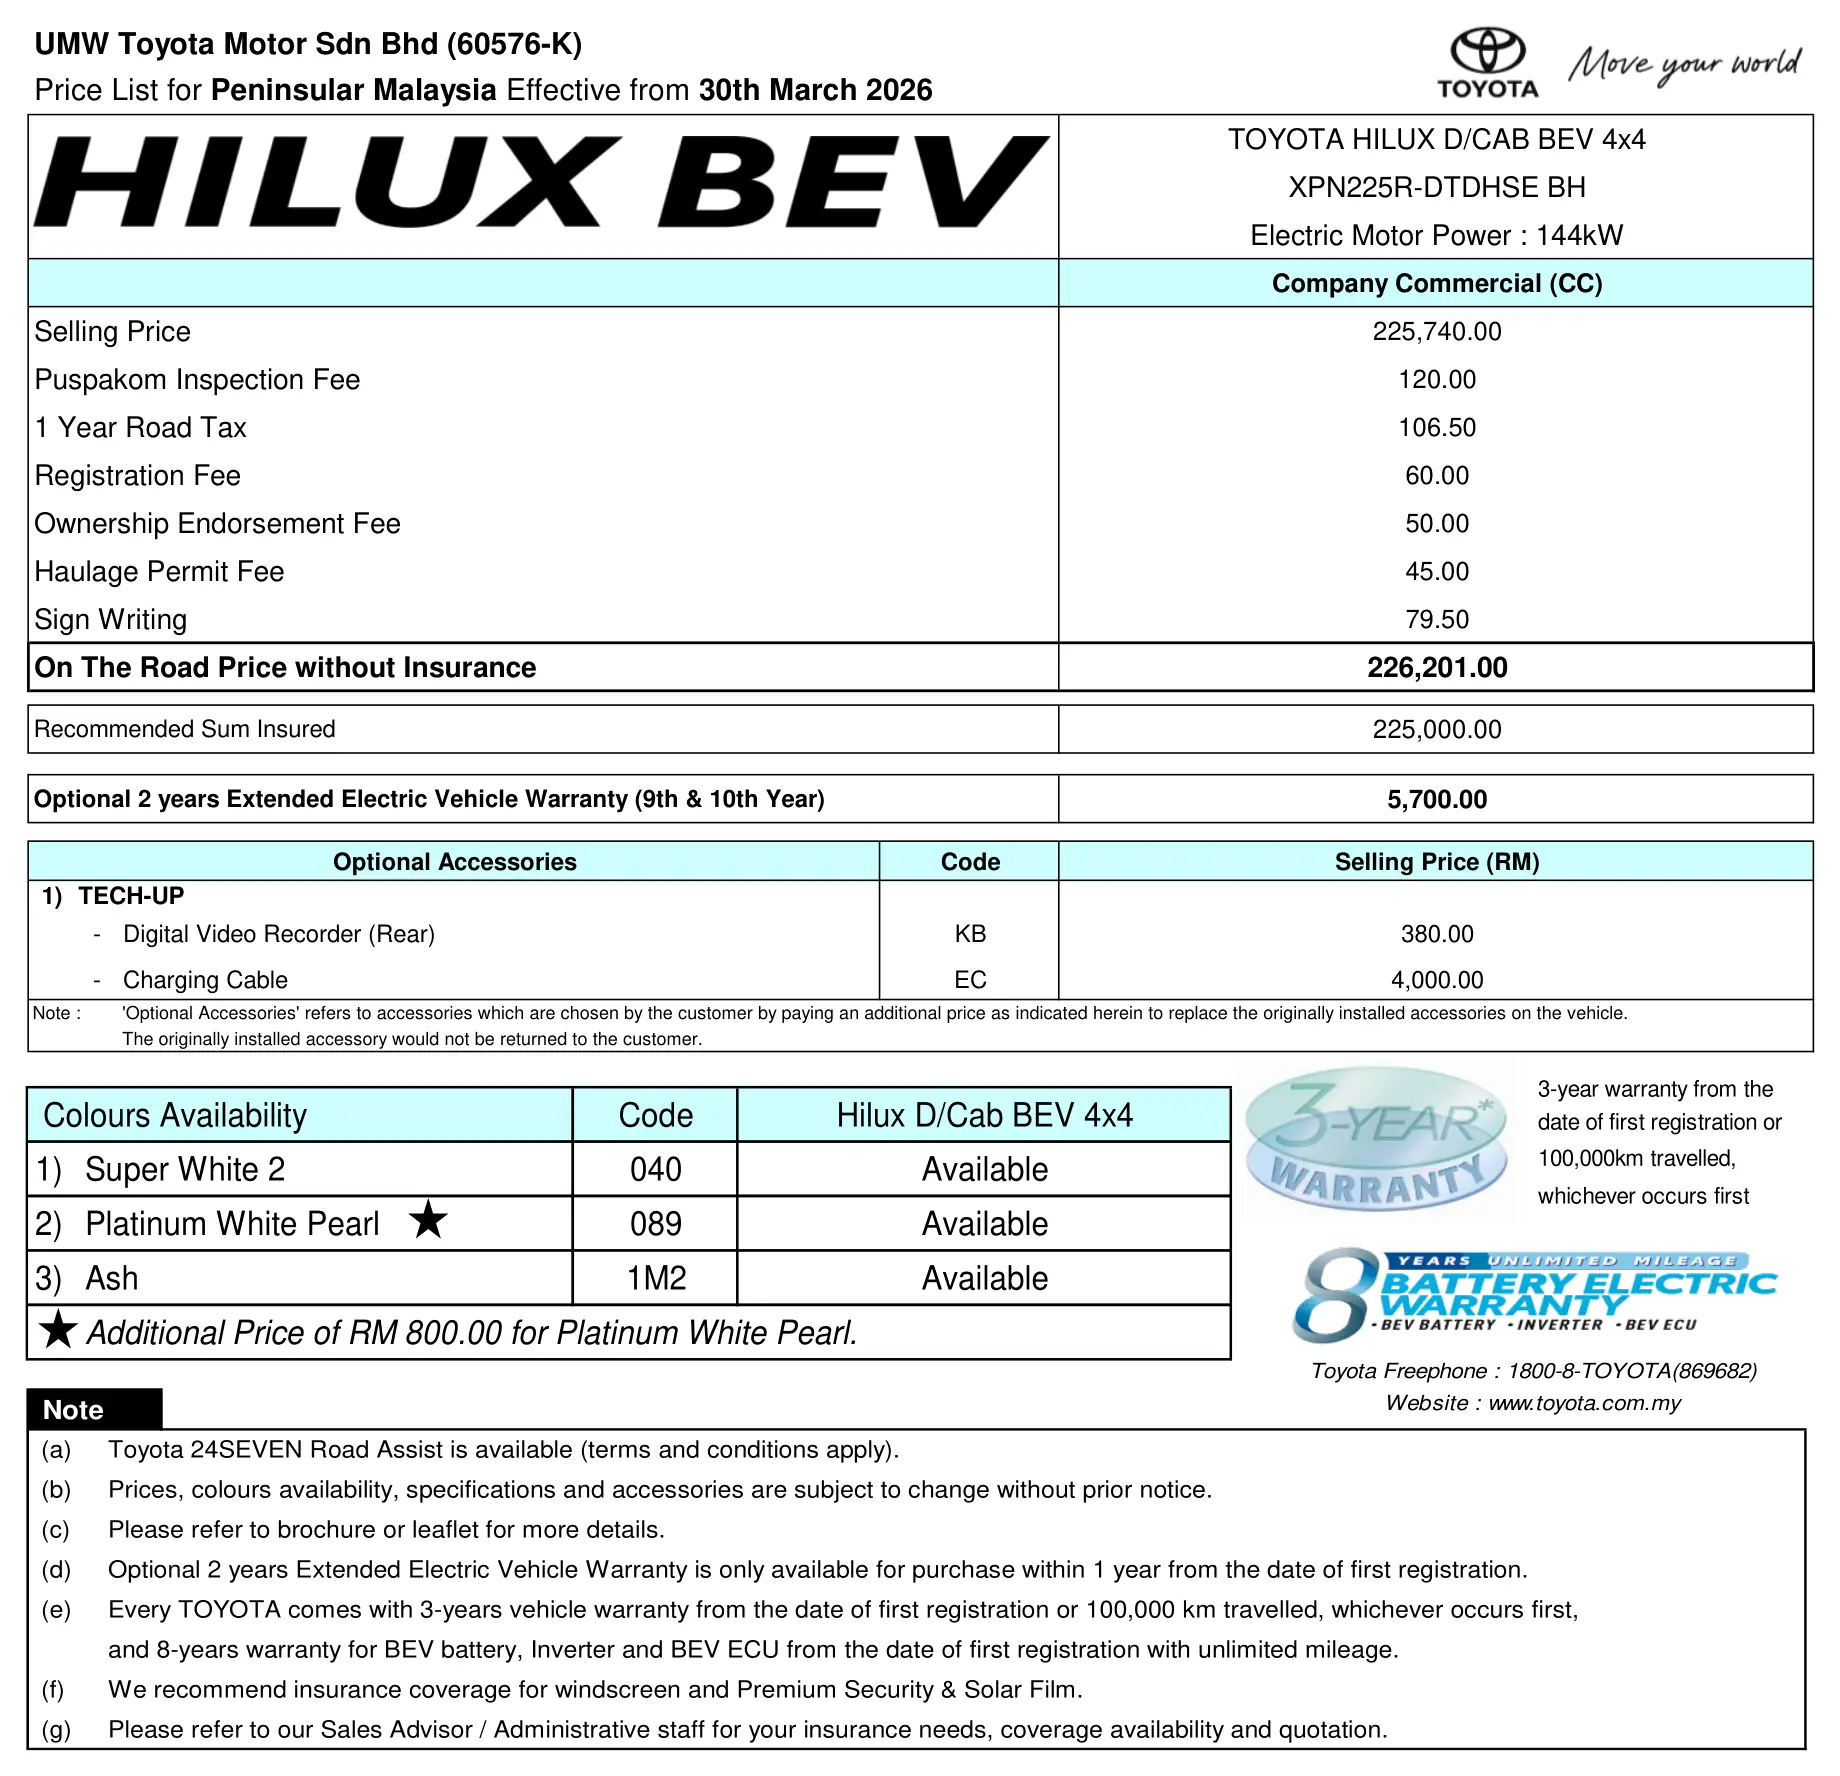 UMW Toyota Motor Sdn Bhd (60576-K)
Price List for Peninsular Malaysia Effective from 30th March 2026
TOYOTA
Move your world
HILUX BEV
TOYOTA HILUX D/CAB BEV 4x4
XPN225R-DTDHSE BH
Electric Motor Power : 144kW
Company Commercial (CC)
Selling Price 225,740.00
Puspakom Inspection Fee 120.00
1 Year Road Tax 106.50
Registration Fee 60.00
Ownership Endorsement Fee 50.00
Haulage Permit Fee 45.00
Sign Writing 79.50
On The Road Price without Insurance 226,201.00
Recommended Sum Insured 225,000.00
Optional 2 years Extended Electric Vehicle Warranty (9th & 10th Year) 5,700.00
Optional Accessories Code Selling Price (RM)
1) TECH-UP
- Digital Video Recorder (Rear) KB 380.00
- Charging Cable EC 4,000.00
Note : 'Optional Accessories' refers to accessories which are chosen by the customer by paying an additional price as indicated herein to replace the originally installed accessories on the vehicle.
The originally installed accessory would not be returned to the customer.
Colours Availability Code Hilux D/Cab BEV 4x4
1) Super White 2 040 Available
2) Platinum White Pearl ★ 089 Available
3) Ash 1M2 Available
★ Additional Price of RM 800.00 for Platinum White Pearl.
3-YEAR*
WARRANTY
3-year warranty from the
date of first registration or
100,000km travelled,
whichever occurs first
8 YEARS UNLIMITED MILEAGE
BATTERY ELECTRIC
WARRANTY
• BEV BATTERY • INVERTER • BEV ECU
Toyota Freephone : 1800-8-TOYOTA(869682)
Website : www.toyota.com.my
Note
(a) Toyota 24SEVEN Road Assist is available (terms and conditions apply).
(b) Prices, colours availability, specifications and accessories are subject to change without prior notice.
(c) Please refer to brochure or leaflet for more details.
(d) Optional 2 years Extended Electric Vehicle Warranty is only available for purchase within 1 year from the date of first registration.
(e) Every TOYOTA comes with 3-years vehicle warranty from the date of first registration or 100,000 km travelled, whichever occurs first,
and 8-years warranty for BEV battery, Inverter and BEV ECU from the date of first registration with unlimited mileage.
(f) We recommend insurance coverage for windscreen and Premium Security & Solar Film.
(g) Please refer to our Sales Advisor / Administrative staff for your insurance needs, coverage availability and quotation.